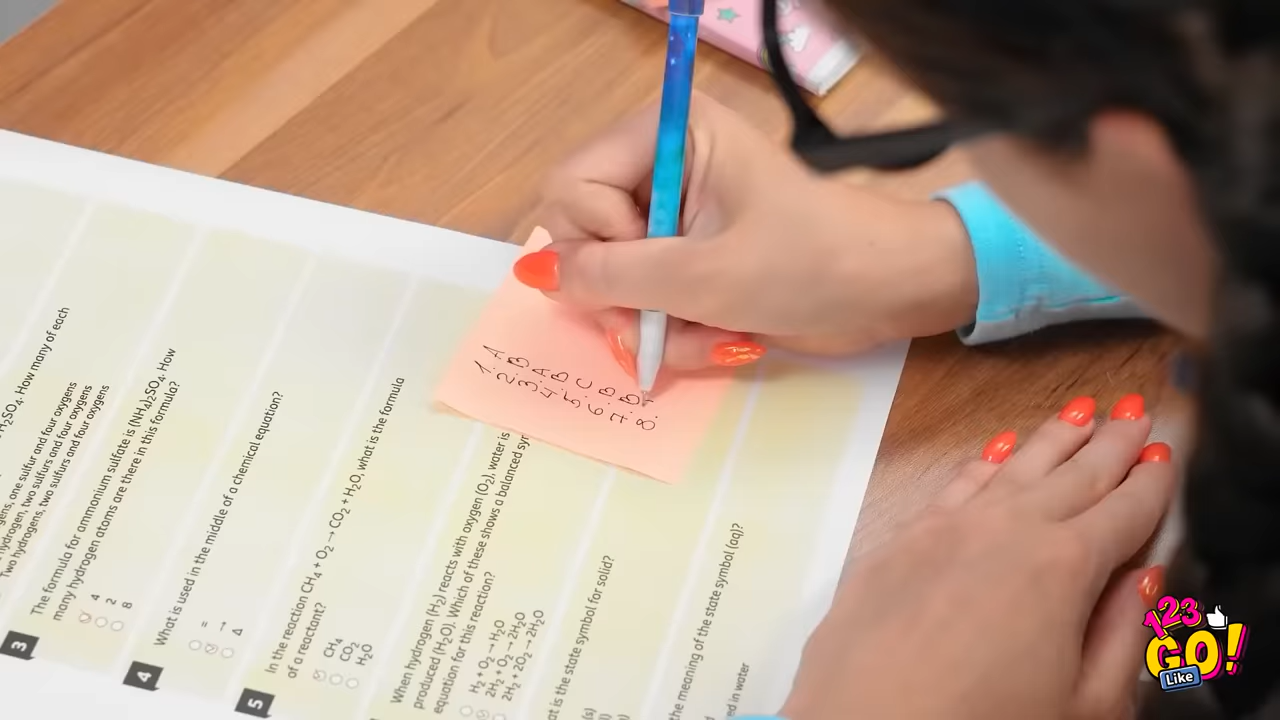 H₂SO₄. How many of each
gens, one sulfur and four oxygens
hydrogen, two sulfurs and four oxygens
Two hydrogens, two sulfurs and four oxygens
3
The formula for ammonium sulfate is (NH₄)₂SO₄. How
many hydrogen atoms are there in this formula?
4
2
8
4
What is used in the middle of a chemical equation?
=
→
Δ
5
In the reaction CH₄ + O₂ → CO₂ + H₂O, what is the formula
of a reactant?
CH₄
CO₂
H₂O
When hydrogen (H₂) reacts with oxygen (O₂), water is
produced (H₂O). Which of these shows a balanced sy
equation for this reaction?
H₂ + O₂ → H₂O
2H₂ + O₂ → 2H₂O
2H₂ + 2O₂ → 2H₂O
at is the state symbol for solid?
(s)
the meaning of the state symbol (aq)?
ed in water
1. A
2. B
3. A
4. B
5. C
6. B
7. B
8.
123
GO!
Like